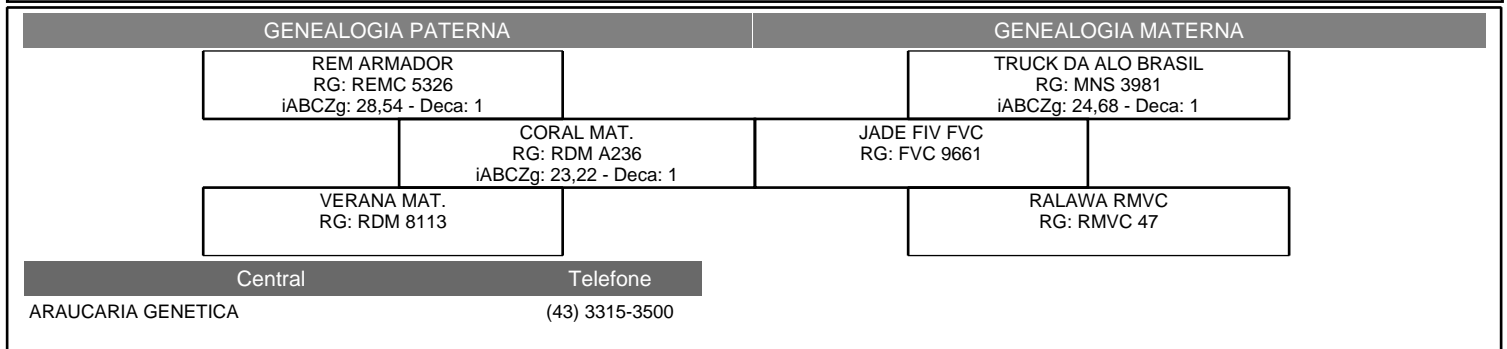 GENEALOGIA PATERNA
GENEALOGIA MATERNA
REM ARMADOR
RG: REMC 5326
iABCZg: 28,54 - Deca: 1
TRUCK DA ALO BRASIL
RG: MNS 3981
iABCZg: 24,68 - Deca: 1
CORAL MAT.
RG: RDM A236
iABCZg: 23,22 - Deca: 1
JADE FIV FVC
RG: FVC 9661
VERANA MAT.
RG: RDM 8113
RALAWA RMVC
RG: RMVC 47
Central Telefone
ARAUCARIA GENETICA (43) 3315-3500